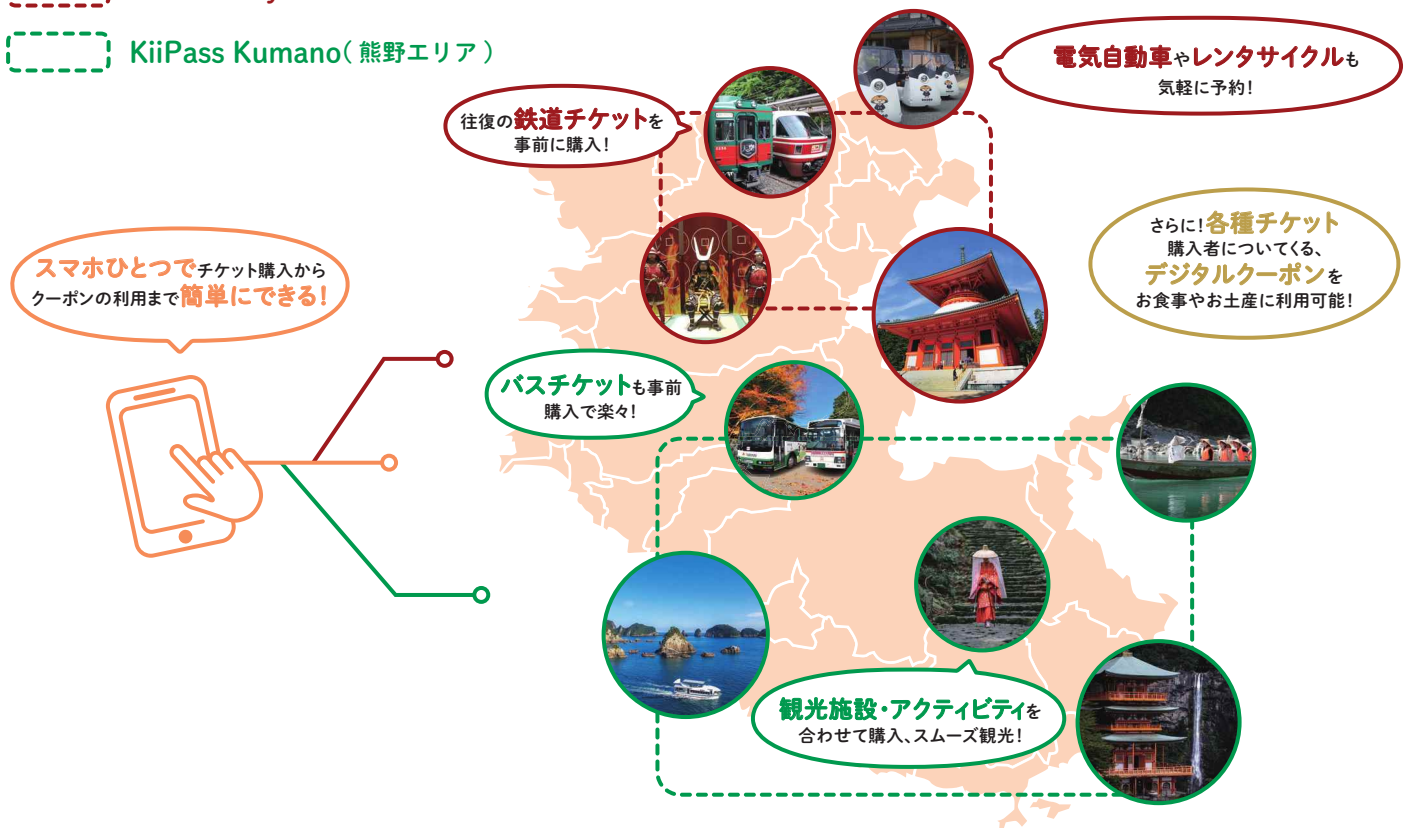 KiiPass Kumano(熊野エリア)
電気自動車やレンタサイクルも
気軽に予約!
往復の鉄道チケットを
事前に購入!
さらに!各種チケット
購入者についてくる、
デジタルクーポンを
お食事やお土産に利用可能!
スマホひとつでチケット購入から
クーポンの利用まで簡単にできる!
バスチケットも事前
購入で楽々!
観光施設・アクティビティを
合わせて購入、スムーズ観光!